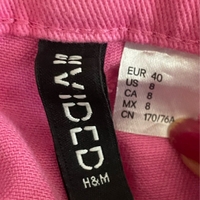 DIVIDED
H&M
EUR 40
US 8
CA 8
MX 8
CN 170/76A